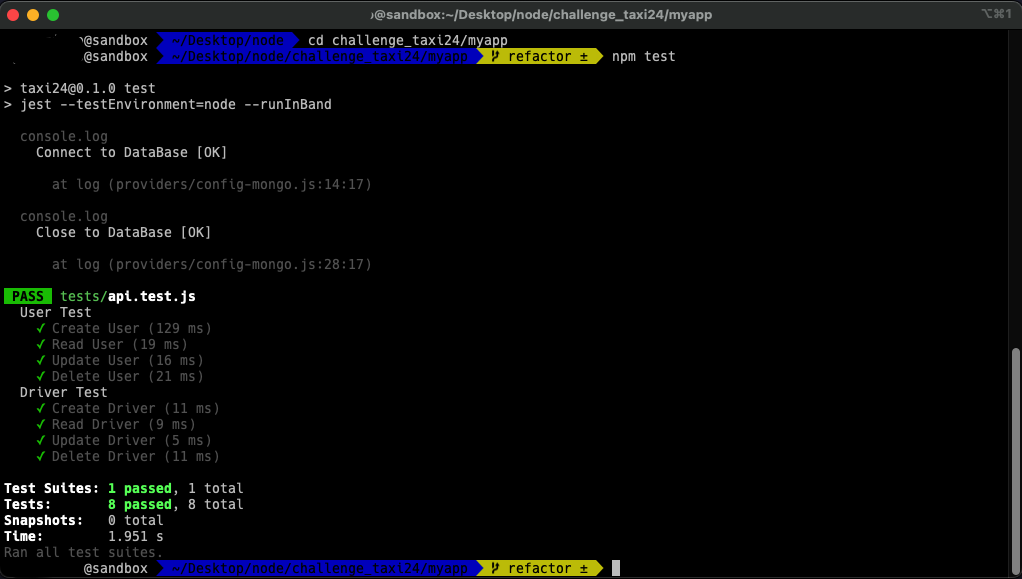 @sandbox:~/Desktop/node/challenge_taxi24/myapp ⌥⌘1
@sandbox ~/Desktop/node cd challenge_taxi24/myapp
@sandbox ~/Desktop/node/challenge_taxi24/myapp refactor ± npm test
> taxi24@0.1.0 test
> jest --testEnvironment=node --runInBand
console.log
Connect to DataBase [OK]
at log (providers/config-mongo.js:14:17)
console.log
Close to DataBase [OK]
at log (providers/config-mongo.js:28:17)
PASS tests/api.test.js
User Test
✓ Create User (129 ms)
✓ Read User (19 ms)
✓ Update User (16 ms)
✓ Delete User (21 ms)
Driver Test
✓ Create Driver (11 ms)
✓ Read Driver (9 ms)
✓ Update Driver (5 ms)
✓ Delete Driver (11 ms)
Test Suites: 1 passed, 1 total
Tests: 8 passed, 8 total
Snapshots: 0 total
Time: 1.951 s
Ran all test suites.
@sandbox ~/Desktop/node/challenge_taxi24/myapp refactor ±